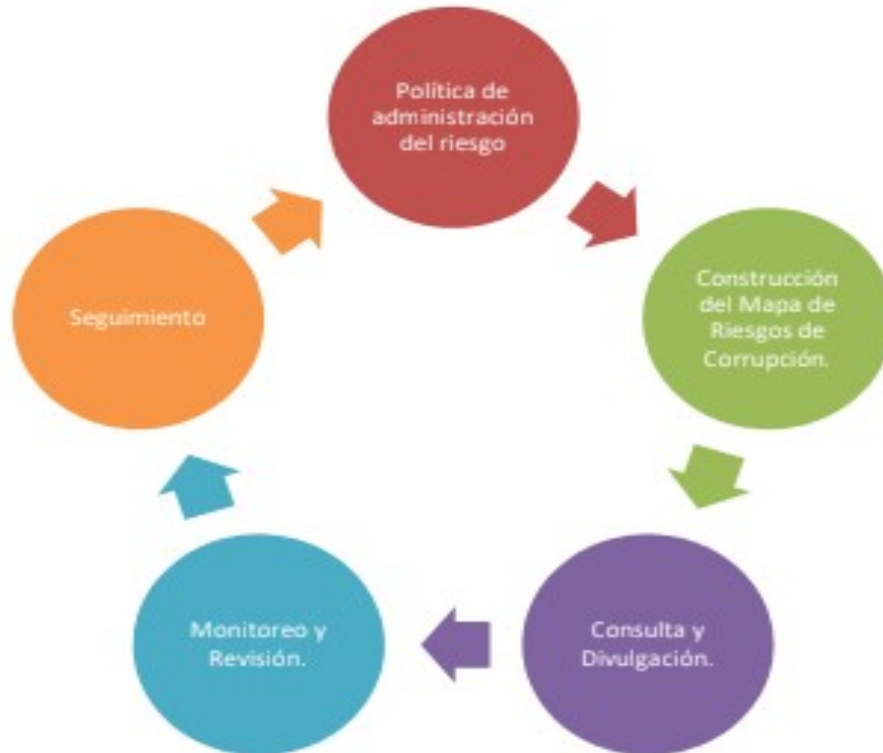 Política de
administración
del riesgo
Construcción
del Mapa de
Riesgos de
Corrupción.
Consulta y
Divulgación.
Monitoreo y
Revisión.
Seguimiento